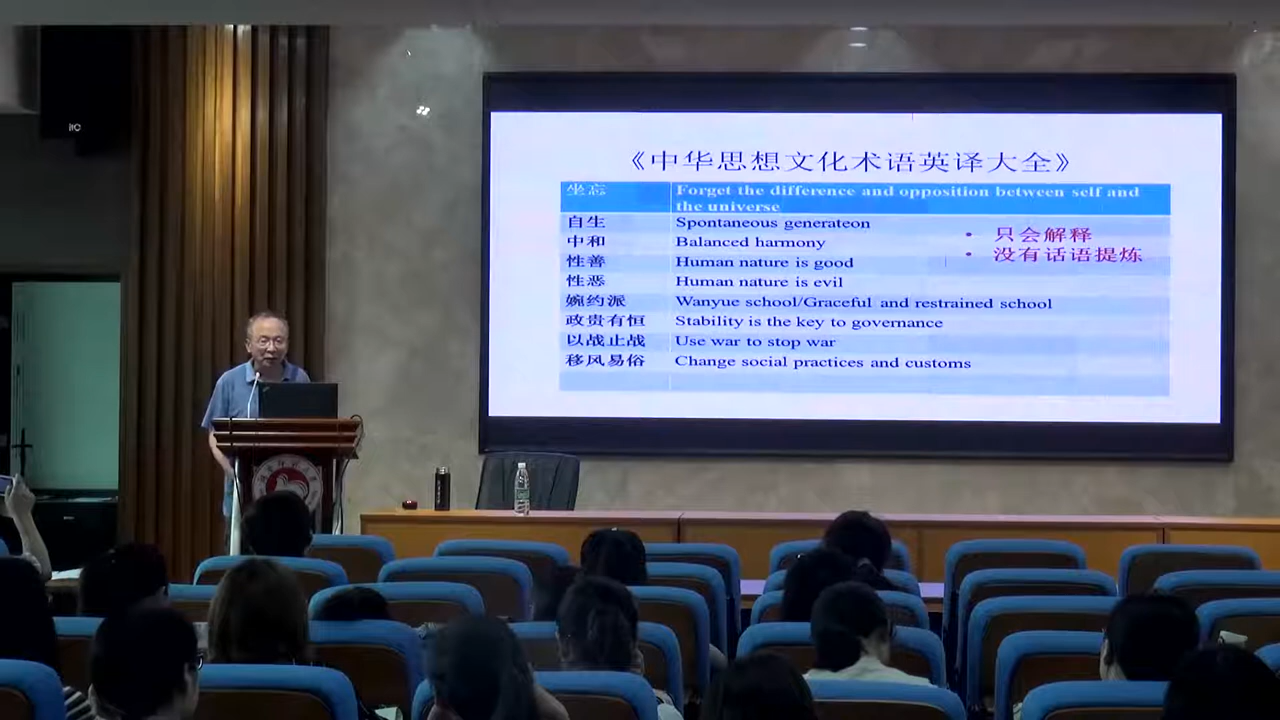 iTC
《中华思想文化术语英译大全》
坐忘 Forget the difference and opposition between self and
the universe
自生 Spontaneous generateon
中和 Balanced harmony
性善 Human nature is good
性恶 Human nature is evil
婉约派 Wanyue school/Graceful and restrained school
政贵有恒 Stability is the key to governance
以战止战 Use war to stop war
移风易俗 Change social practices and customs
• 只会解释
• 没有话语提炼